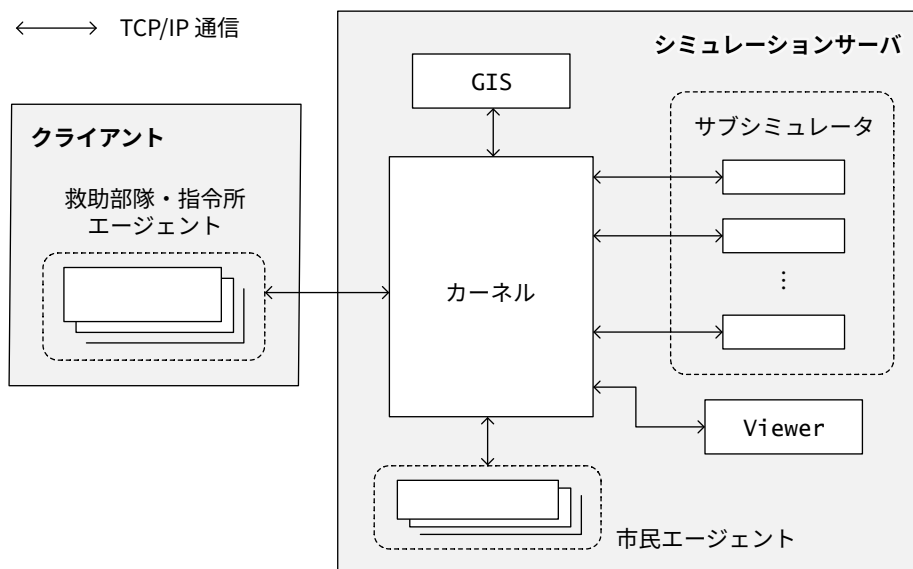 TCP/IP 通信
シミュレーションサーバ
GIS
サブシミュレータ
クライアント
救助部隊・指令所
エージェント
カーネル
⋮
Viewer
市民エージェント